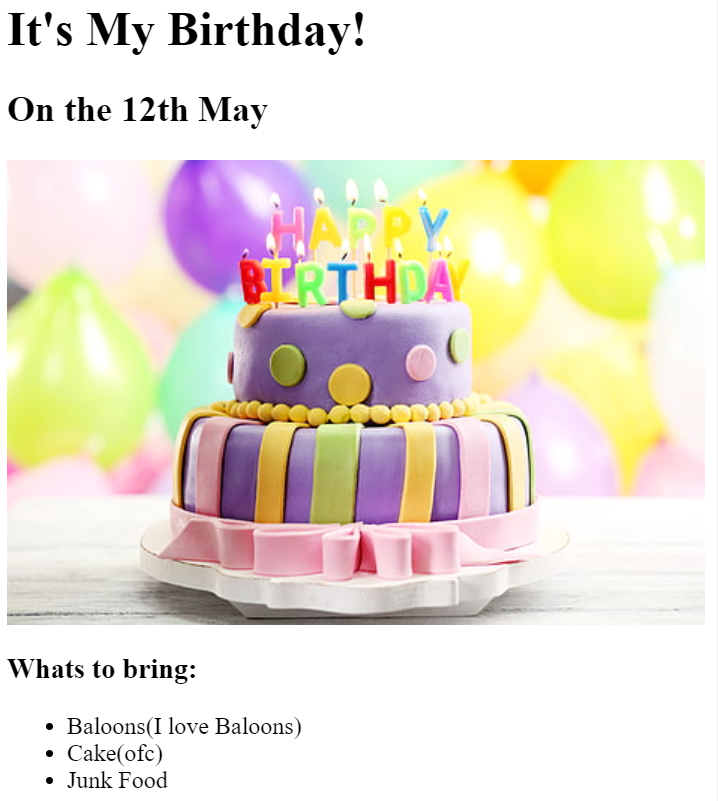 It's My Birthday!
On the 12th May
HAPPY
BIRTHDAY
Whats to bring:
Baloons(I love Baloons)
Cake(ofc)
Junk Food